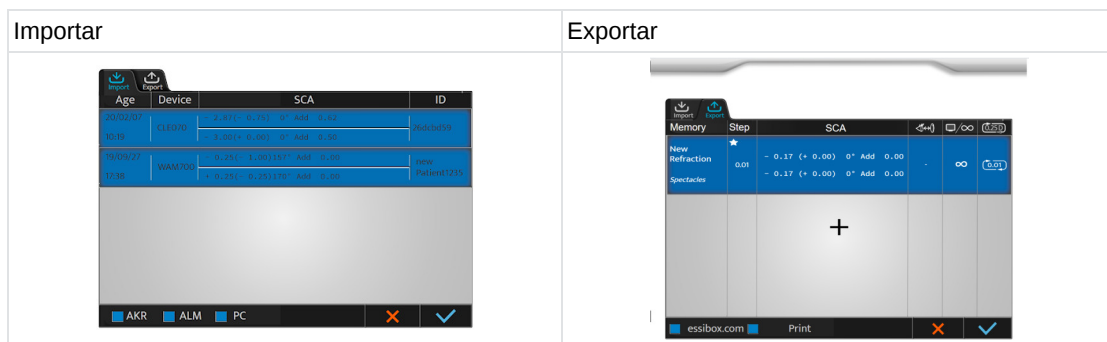 Importar
Exportar
Import Export
Age Device SCA ID
20/02/07
10:19
CLE070
- 2.87(- 0.75) 0° Add 0.62
- 3.00(+ 0.00) 0° Add 0.50
19/09/27
17:38
WAM700
- 0.25(- 1.00)157° Add 0.00
+ 0.25(- 0.25)170° Add 0.00
new
Patient1235
AKR ALM PC
Import Export
Memory Step SCA
New
Refraction
Spectacles
0.01
- 0.17 (+ 0.00) 0° Add 0.00
- 0.17 (+ 0.00) 0° Add 0.00
- ∞ 0.01
essibox.com Print